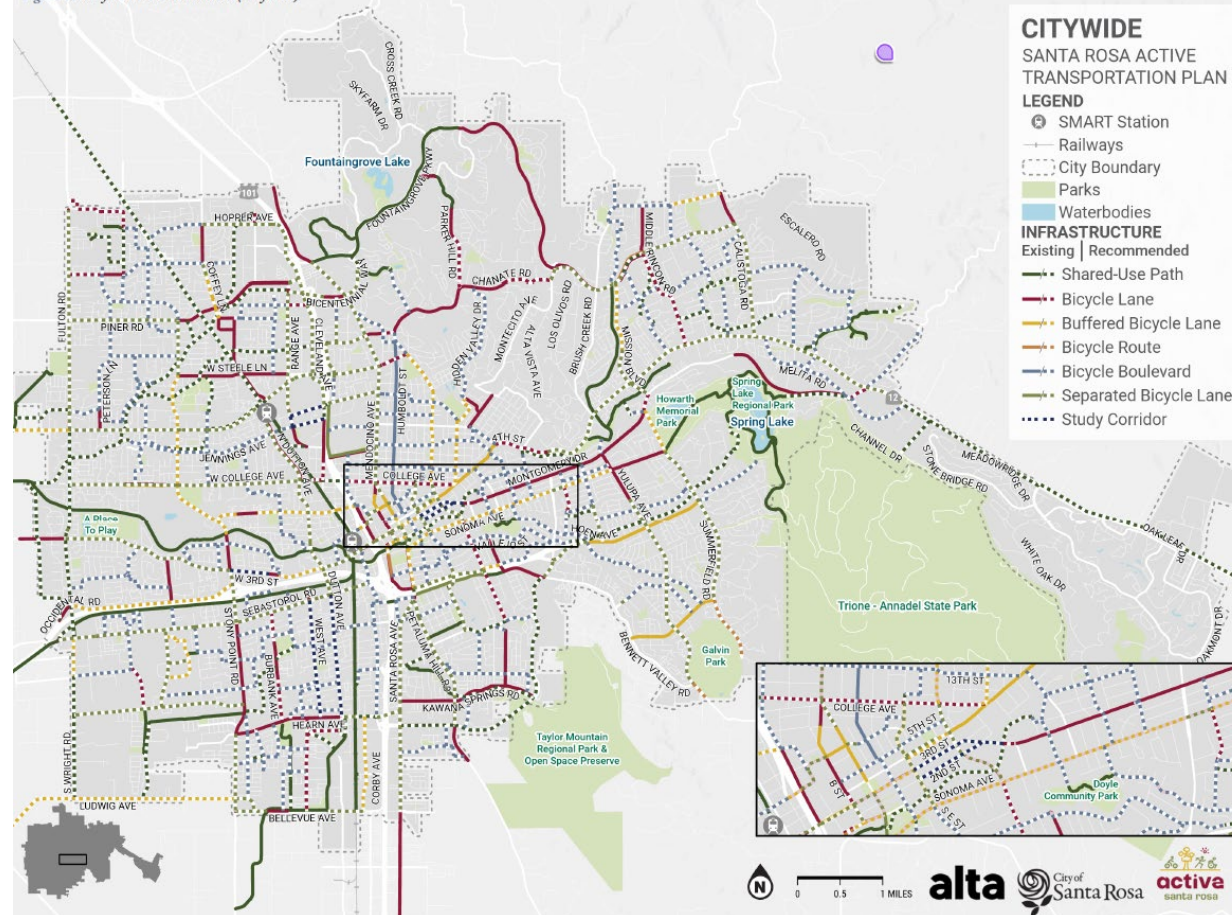 CITYWIDE
SANTA ROSA ACTIVE
TRANSPORTATION PLAN
LEGEND
SMART Station
Railways
City Boundary
Parks
Waterbodies
INFRASTRUCTURE
Existing | Recommended
Shared-Use Path
Bicycle Lane
Buffered Bicycle Lane
Bicycle Route
Bicycle Boulevard
Separated Bicycle Lane
Study Corridor
CROSS CREEK RD
SKYFARM DR
Fountaingrove Lake
FOUNTAINGROVE PKWY
101
HOPPER AVE
PARKER HILL RD
MIDDLE RINCON RD
ESCALERO RD
CALISTOGA RD
COFFEY LN
BICENTENNIAL WAY
CHANATE RD
FULTON RD
PINER RD
RANGE AVE
CLEVELAND AVE
HIDDEN VALLEY DR
MONTECITO AVE
ALTA VISTA AVE
LOS OLIVOS RD
BRUSH CREEK RD
MISSION BLVD
W STEELE LN
PETERSON LN
HUMBOLDT ST
MENDOCINO AVE
MELITA RD
12
Spring
Lake
Regional Park
Spring Lake
Howarth
Memorial
Park
CHANNEL DR
STONE BRIDGE RD
MEADOWRIDGE DR
OAK LEAF DR
WHITE OAK DR
OAKMONT DR
JENNINGS AVE
N DUTTON AVE
W COLLEGE AVE
COLLEGE AVE
4TH ST
MONTGOMERY DR
YULUPA AVE
SONOMA AVE
HOEN AVE
VALLEJO ST
SUMMERFIELD RD
A Place
To Play
W 3RD ST
OCCIDENTAL RD
SEBASTOPOL RD
DUTTON AVE
STONY POINT RD
BURBANK AVE
WEST AVE
PETALUMA HILL RD
SANTA ROSA AVE
BENNETT VALLEY RD
Galvin
Park
Trione - Annadel State Park
KAWANA SPRINGS RD
HEARN AVE
S WRIGHT RD
CORBY AVE
Taylor Mountain
Regional Park &
Open Space Preserve
LUDWIG AVE
BELLEVUE AVE
13TH ST
COLLEGE AVE
5TH ST
3RD ST
2ND ST
SONOMA AVE
B ST
S E ST
Doyle
Community Park
N
0 0.5 1 MILES
alta
City of
Santa Rosa
active
santa rosa